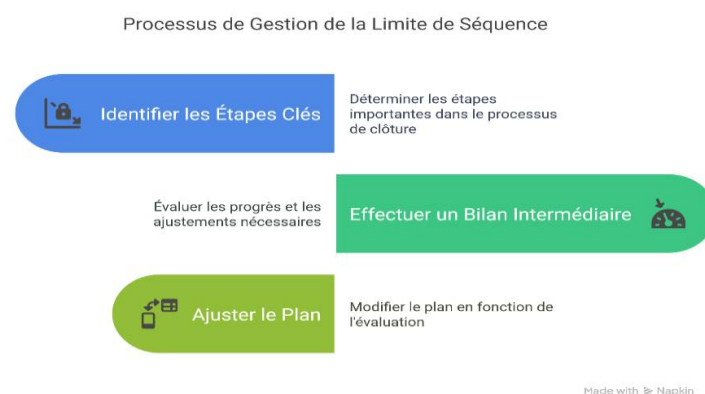 Processus de Gestion de la Limite de Séquence
Identifier les Étapes Clés
Déterminer les étapes
importantes dans le processus
de clôture
Évaluer les progrès et les
ajustements nécessaires
Effectuer un Bilan Intermédiaire
Ajuster le Plan
Modifier le plan en fonction de
l'évaluation
Made with Napkin